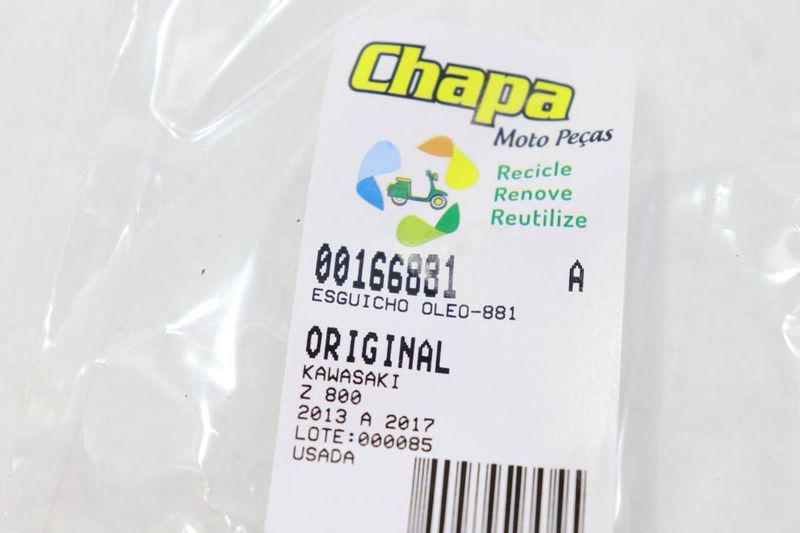 Chapa
Moto Peças
Recicle
Renove
Reutilize
00166881 A
ESGUICHO OLEO-881
ORIGINAL
KAWASAKI
Z 800
2013 A 2017
LOTE:000085
USADA